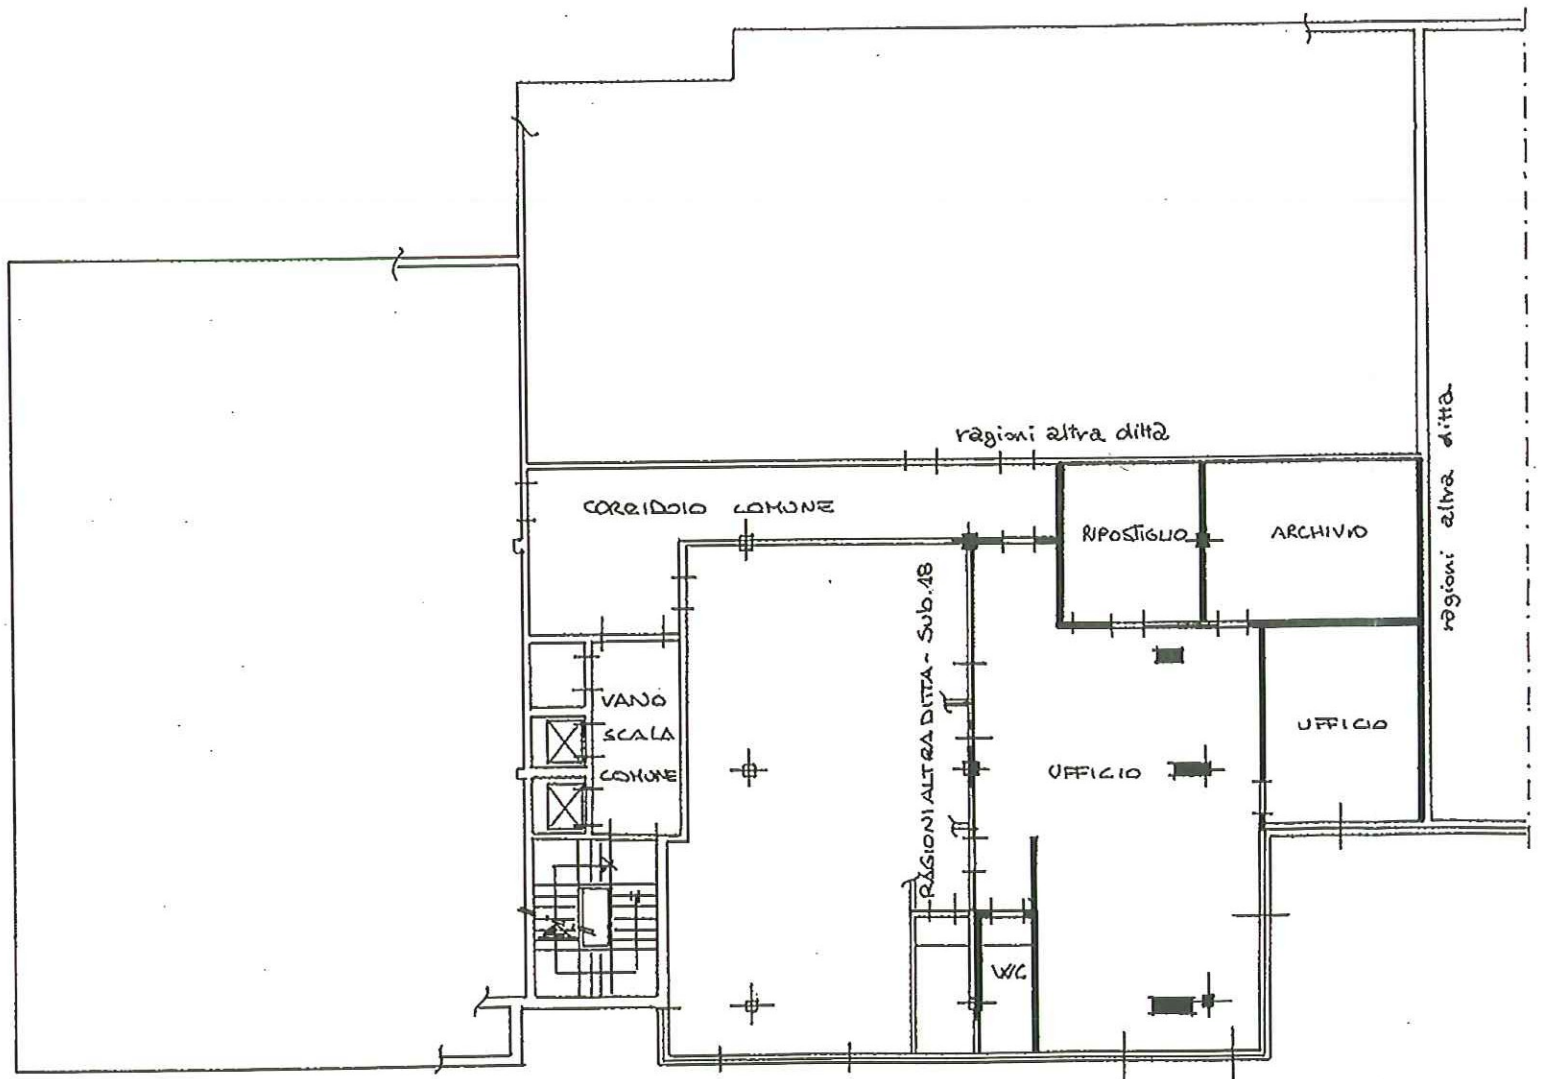 ragioni altra ditta
ragioni altra ditta
CORRIDOIO COMUNE
RIPOSTIGLIO
ARCHIVIO
RAGIONI ALTRA DITTA - Sub. 18
VANO
SCALA
COMUNE
UFFICIO
UFFICIO
WC